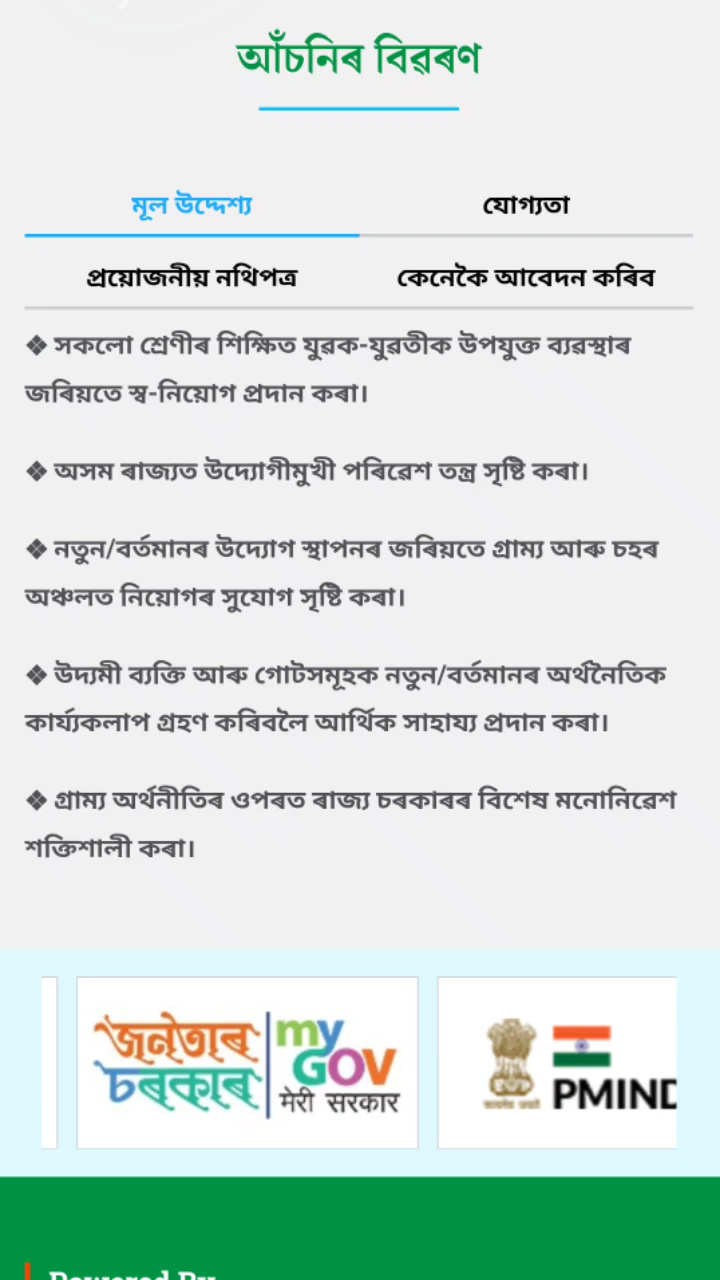 আঁচনিৰ বিৱৰণ
মূল উদ্দেশ্য
যোগ্যতা
প্ৰয়োজনীয় নথিপত্ৰ
কেনেকৈ আবেদন কৰিব
❖ সকলো শ্ৰেণীৰ শিক্ষিত যুৱক-যুৱতীক উপযুক্ত ব্যৱস্থাৰ
জৰিয়তে স্ব-নিয়োগ প্ৰদান কৰা।
❖ অসম ৰাজ্যত উদ্যোগীমুখী পৰিৱেশ তন্ত্ৰ সৃষ্টি কৰা।
❖ নতুন/বৰ্তমানৰ উদ্যোগ স্থাপনৰ জৰিয়তে গ্ৰাম্য আৰু চহৰ
অঞ্চলত নিয়োগৰ সুযোগ সৃষ্টি কৰা।
❖ উদ্যমী ব্যক্তি আৰু গোটসমূহক নতুন/বৰ্তমানৰ অৰ্থনৈতিক
কাৰ্য্যকলাপ গ্ৰহণ কৰিবলৈ আৰ্থিক সাহায্য প্ৰদান কৰা।
❖ গ্ৰাম্য অৰ্থনীতিৰ ওপৰত ৰাজ্য চৰকাৰৰ বিশেষ মনোনিৱেশ
শক্তিশালী কৰা।
জনতাৰ
চৰকাৰ
my
GOV
मेरी सरकार
PMIND
Powered By